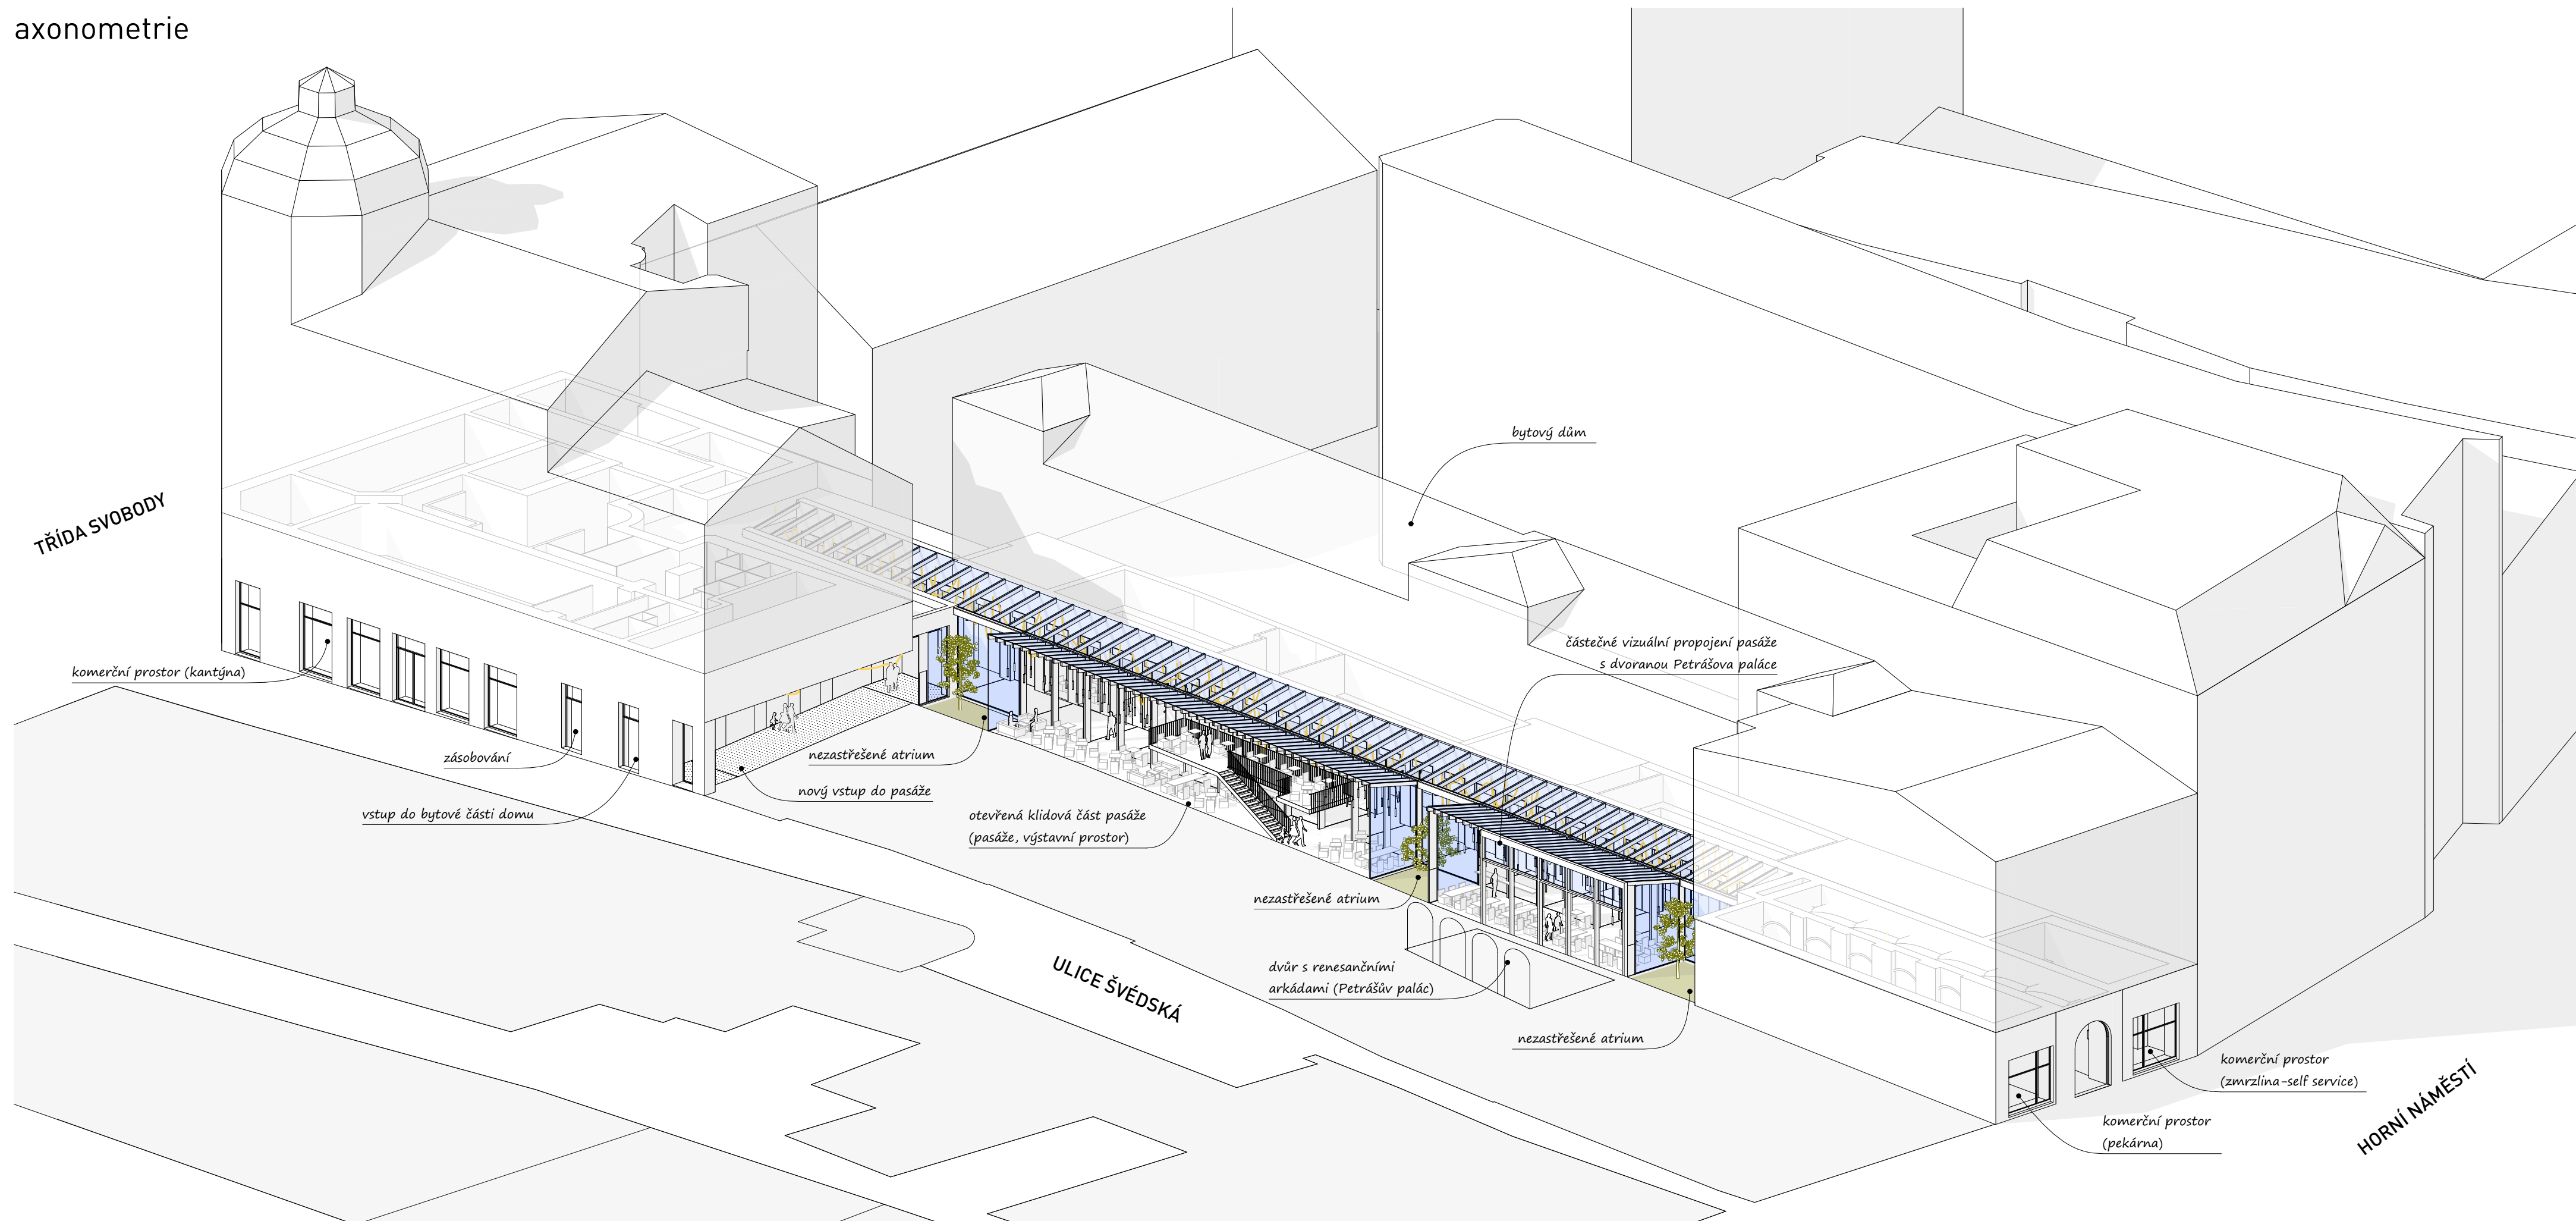 axonometrie
bytový dům
TŘÍDA SVOBODY
částečné vizuální propojení pasáže
s dvoranou Petrášova paláce
komerční prostor (kantýna)
zásobování
nezastřešené atrium
nový vstup do pasáže
vstup do bytové části domu
otevřená klidová část pasáže
(pasáže, výstavní prostor)
nezastřešené atrium
ULICE ŠVÉDSKÁ
dvůr s renesančními
arkádami (Petrášův palác)
nezastřešené atrium
komerční prostor
(zmrzlina-self service)
HORNÍ NÁMĚSTÍ
komerční prostor
(pekárna)